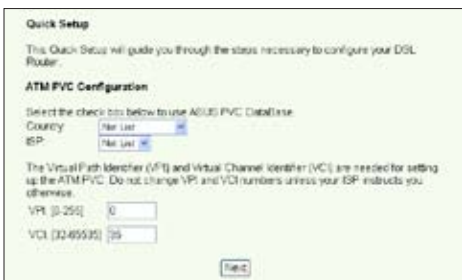 Quick Setup
This Quick Setup will guide you through the steps necessary to configure your DSL
Router.
ATM PVC Configuration
Select the check box below to use ASUS PVC DataBase
Country: Not List
ISP: Not List
The Virtual Path Identifier (VPI) and Virtual Channel Identifier (VCI) are needed for setting
up the ATM PVC. Do not change VPI and VCI numbers unless your ISP instructs you
otherwise.
VPI: [0-255] 0
VCI: [32-65535] 35
Next